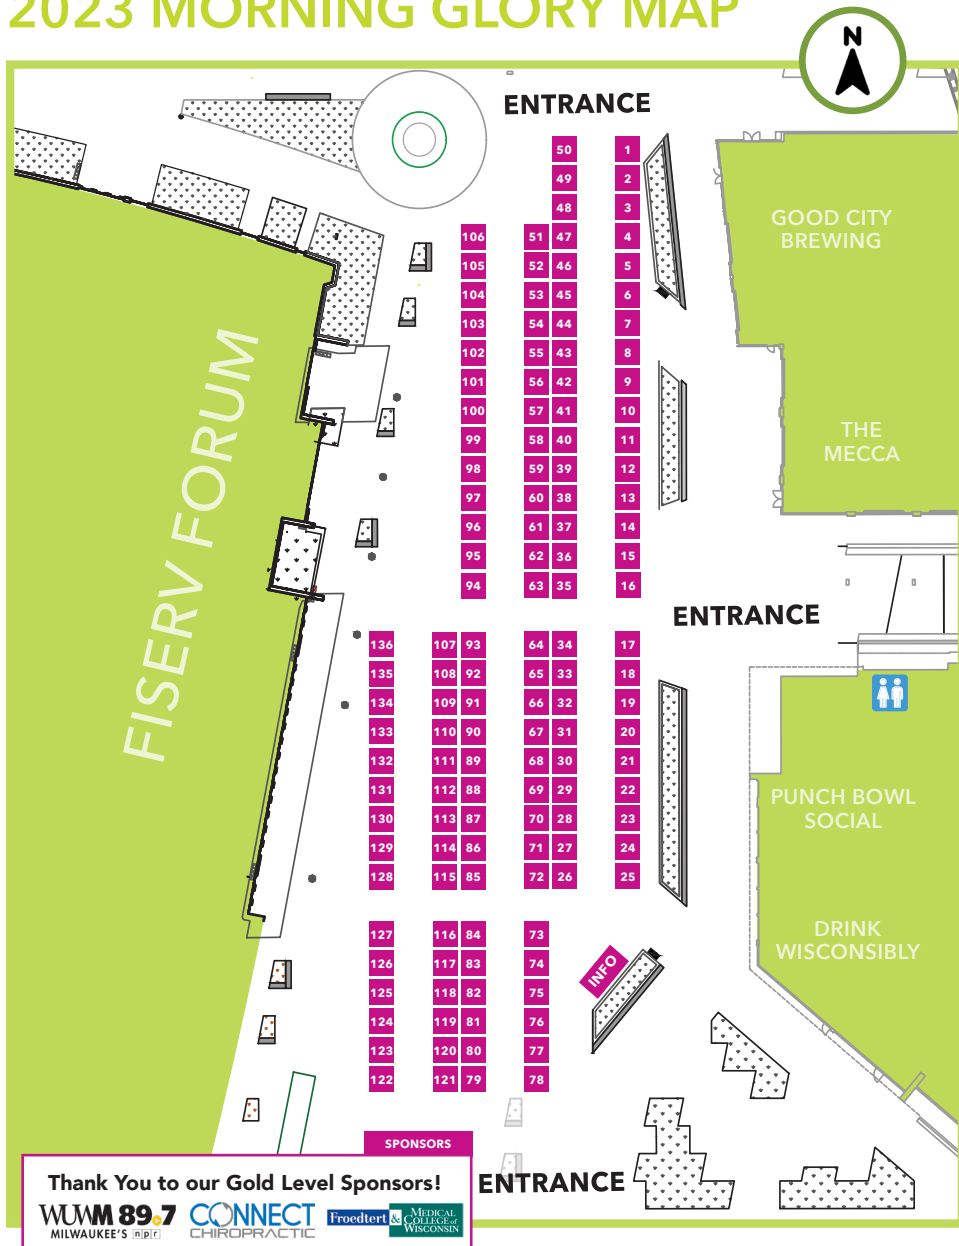 2023 MORNING GLORY MAP
N
ENTRANCE
50 1
49 2
48 3
106 51 47 4
105 52 46 5
104 53 45 6
103 54 44 7
102 55 43 8
101 56 42 9
100 57 41 10
99 58 40 11
98 59 39 12
97 60 38 13
96 61 37 14
95 62 36 15
94 63 35 16
GOOD CITY
BREWING
THE
MECCA
FISERV FORUM
ENTRANCE
136 107 93 64 34 17
135 108 92 65 33 18
134 109 91 66 32 19
133 110 90 67 31 20
132 111 89 68 30 21
131 112 88 69 29 22
130 113 87 70 28 23
129 114 86 71 27 24
128 115 85 72 26 25
PUNCH BOWL
SOCIAL
DRINK
WISCONSIBLY
127 116 84 73
126 117 83 74
125 118 82 75
124 119 81 76
123 120 80 77
122 121 79 78
INFO
SPONSORS
ENTRANCE
Thank You to our Gold Level Sponsors!
WUWM 89.7
MILWAUKEE'S npr
CONNECT
CHIROPRACTIC
Froedtert & MEDICAL
COLLEGE of
WISCONSIN